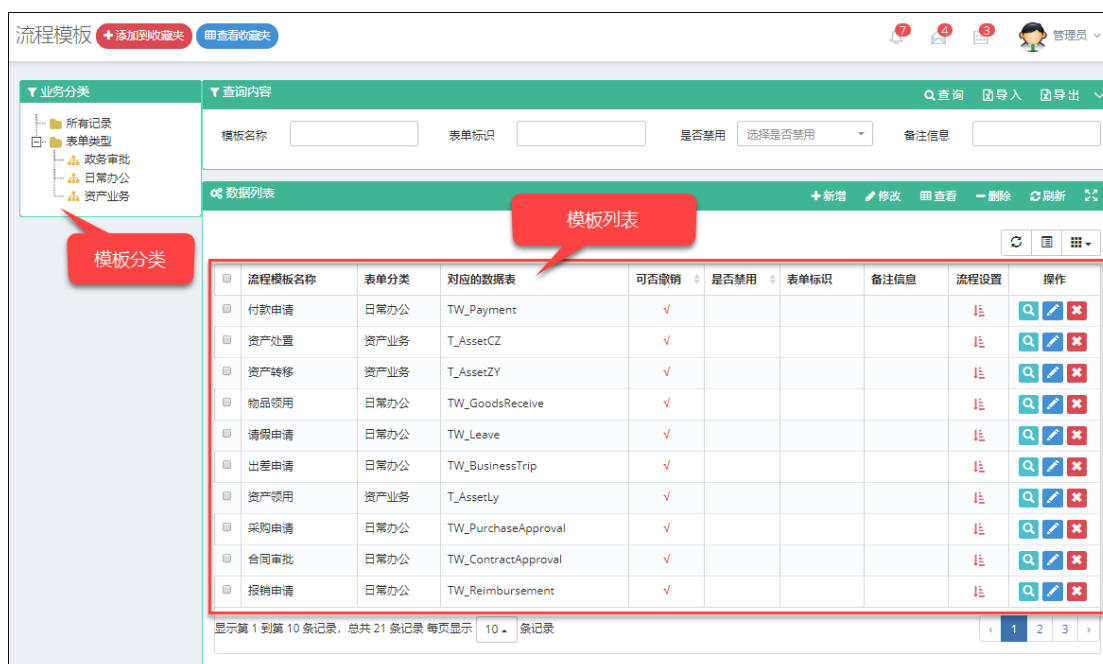 流程模板 +添加到收藏夹 查看收藏夹 7 4 3 管理员
业务分类
所有记录
表单类型
政务审批
日常办公
资产业务
模板分类
查询内容 查询 导入 导出
模板名称 表单标识 是否禁用 选择是否禁用 备注信息
数据列表 +新增 修改 查看 删除 刷新
模板列表
流程模板名称 表单分类 对应的数据表 可否撤销 是否禁用 表单标识 备注信息 流程设置 操作
付款申请 日常办公 TW_Payment √
资产处置 资产业务 T_AssetCZ √
资产转移 资产业务 T_AssetZY √
物品领用 日常办公 TW_GoodsReceive √
请假申请 日常办公 TW_Leave √
出差申请 日常办公 TW_BusinessTrip √
资产领用 资产业务 T_AssetLy √
采购申请 日常办公 TW_PurchaseApproval √
合同审批 日常办公 TW_ContractApproval √
报销申请 日常办公 TW_Reimbursement √
显示第 1 到第 10 条记录，总共 21 条记录 每页显示 10 条记录 ‹ 1 2 3 ›